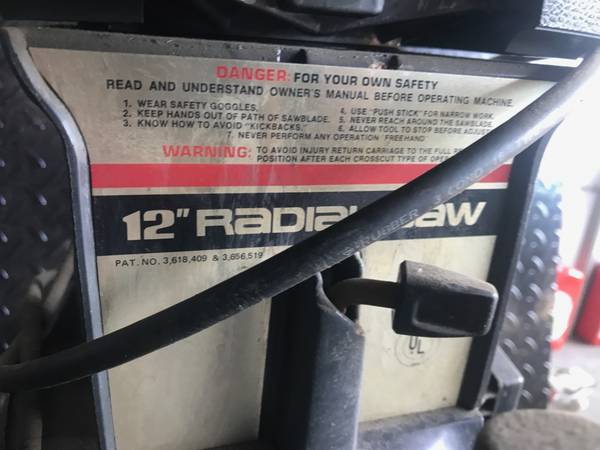 DANGER: FOR YOUR OWN SAFETY
READ AND UNDERSTAND OWNER'S MANUAL BEFORE OPERATING MACHINE.
1. WEAR SAFETY GOGGLES.
2. KEEP HANDS OUT OF PATH OF SAWBLADE.
3. KNOW HOW TO AVOID "KICKBACKS."
4. USE "PUSH STICK" FOR NARROW WORK.
5. NEVER REACH AROUND THE SAWBLADE.
6. ALLOW TOOL TO STOP BEFORE ADJUST
7. NEVER PERFORM ANY OPERATION FREEHAND
WARNING: TO AVOID INJURY RETURN CARRIAGE TO THE FULL
POSITION AFTER EACH CROSSCUT TYPE OF
12" RADIAL SAW
PAT. NO. 3,618,409 & 3,656,519
RUBBER 3
UL